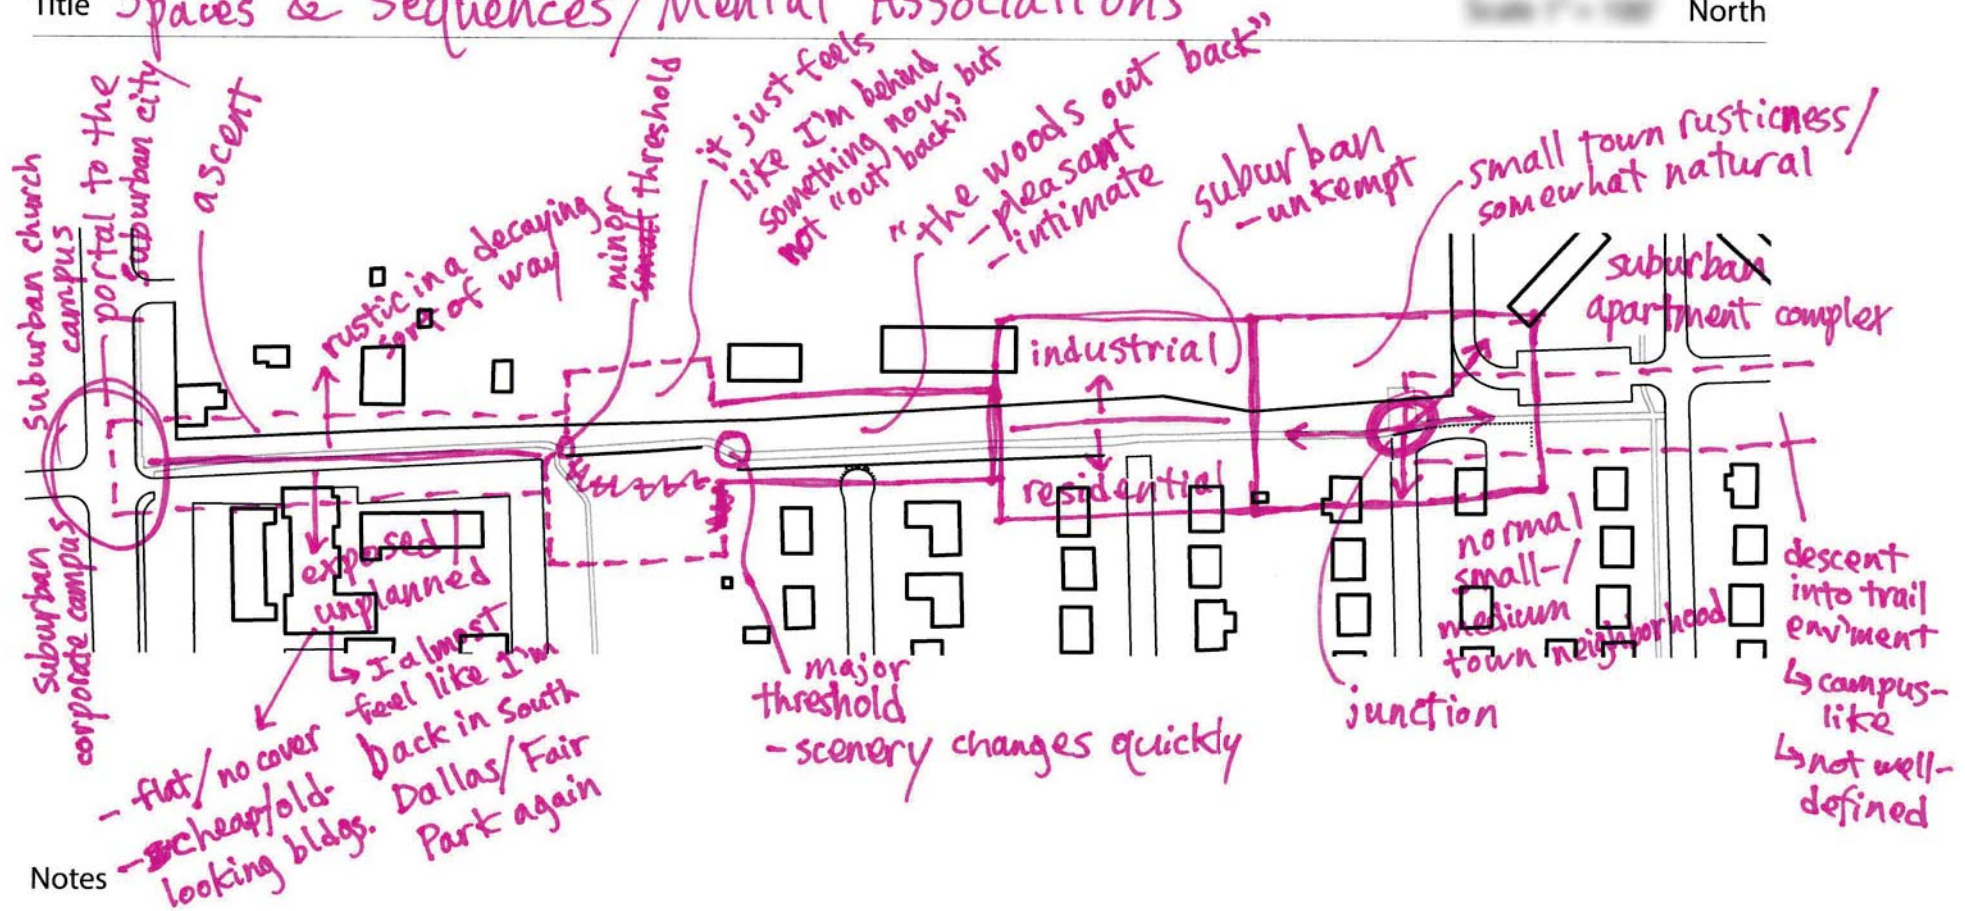 Title Spaces & Sequences/Mental Associations
North
suburban church
campus
portal to the
suburban city
ascent
rustic in a decaying
sort of way
minor
small threshold
it just feels
like I'm behind
something now, but
not "out back"
"the woods out back"
- pleasant
- intimate
suburban
- unkempt
small town rusticness/
somewhat natural
suburban
apartment complex
industrial
residential
suburban
corporate campus
exposed/
unplanned
- flat/no cover
- cheap/old-
looking bldgs.
↳ I almost
feel like I'm
back in South
Dallas/Fair
Park again
major
threshold
- scenery changes quickly
junction
normal
small-/
medium
town neighborhood
descent
into trail
env'ment
↳ campus-
like
↳ not well-
defined
Notes